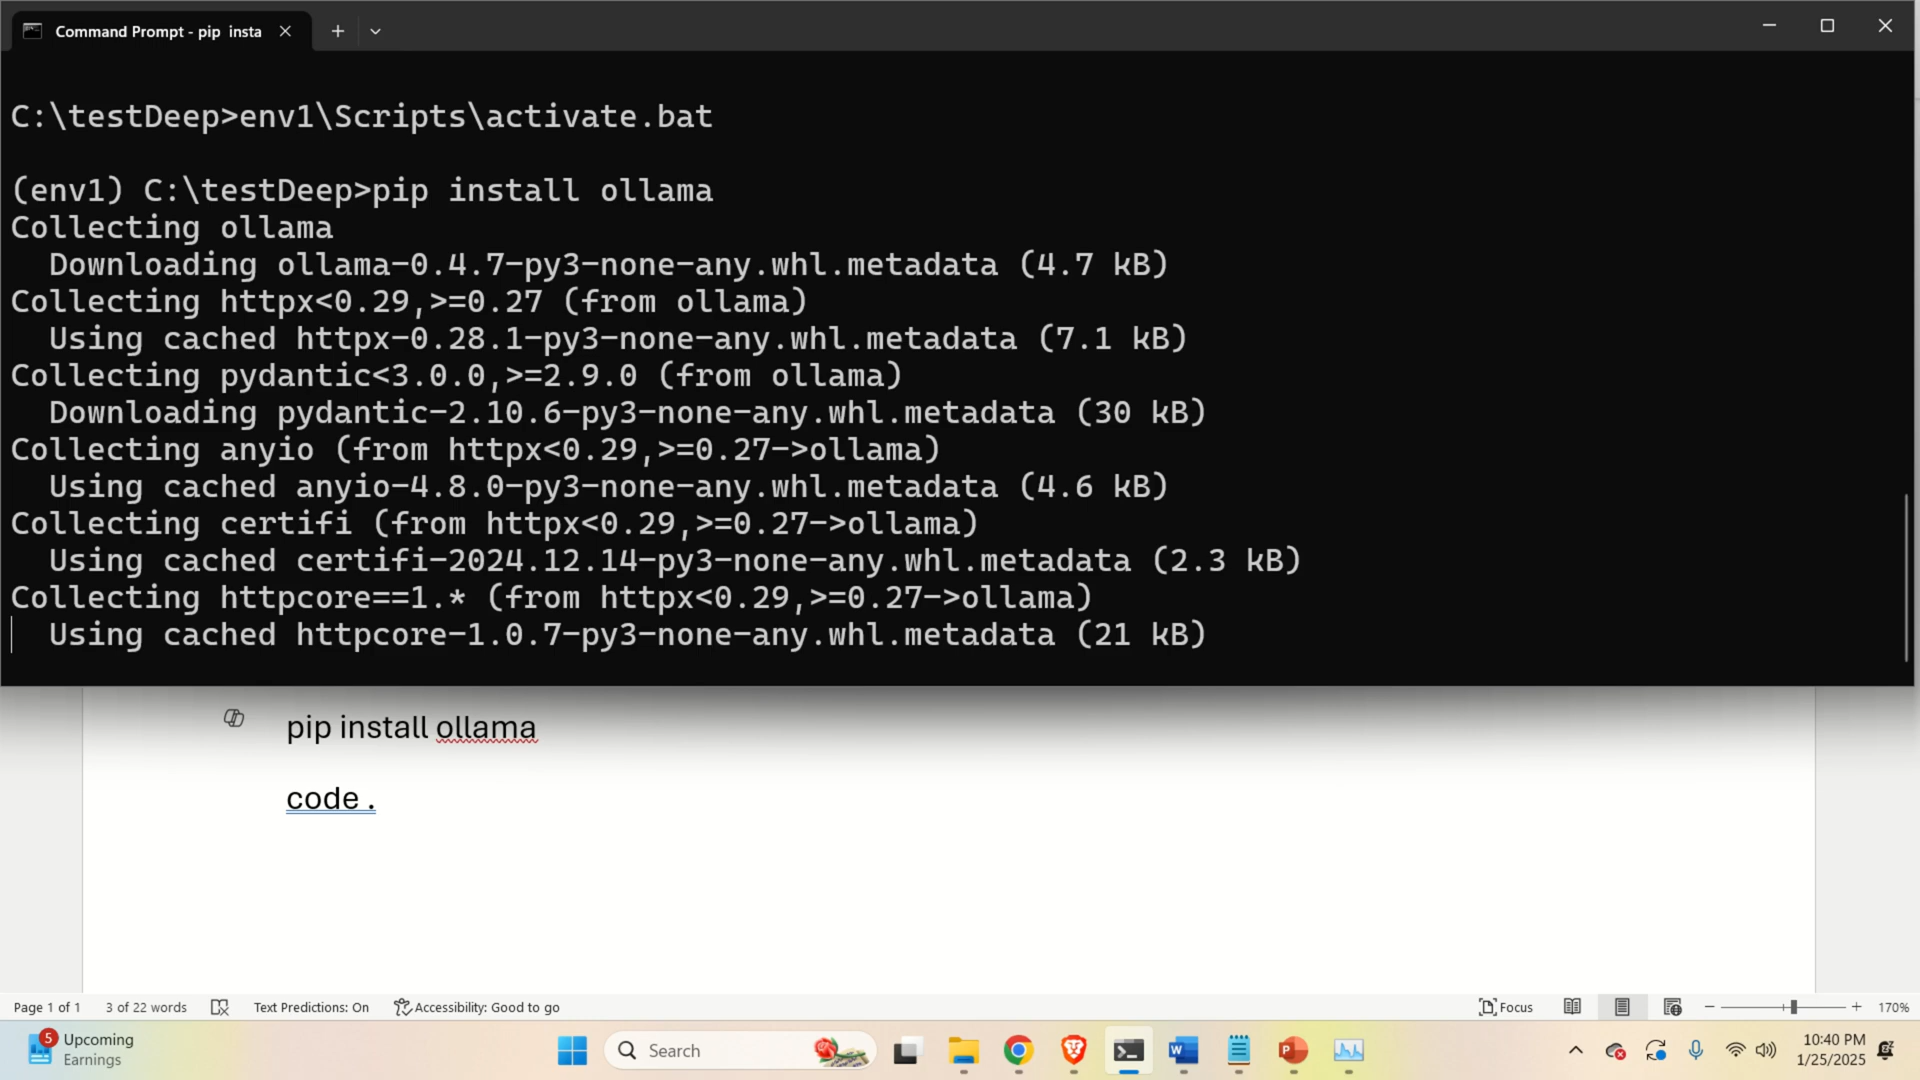 Command Prompt - pip  insta
C:\testDeep>env1\Scripts\activate.bat
(env1) C:\testDeep>pip install ollama
Collecting ollama
  Downloading ollama-0.4.7-py3-none-any.whl.metadata (4.7 kB)
Collecting httpx<0.29,>=0.27 (from ollama)
  Using cached httpx-0.28.1-py3-none-any.whl.metadata (7.1 kB)
Collecting pydantic<3.0.0,>=2.9.0 (from ollama)
  Downloading pydantic-2.10.6-py3-none-any.whl.metadata (30 kB)
Collecting anyio (from httpx<0.29,>=0.27->ollama)
  Using cached anyio-4.8.0-py3-none-any.whl.metadata (4.6 kB)
Collecting certifi (from httpx<0.29,>=0.27->ollama)
  Using cached certifi-2024.12.14-py3-none-any.whl.metadata (2.3 kB)
Collecting httpcore==1.* (from httpx<0.29,>=0.27->ollama)
  Using cached httpcore-1.0.7-py3-none-any.whl.metadata (21 kB)
pip install ollama
code .
Page 1 of 1 3 of 22 words Text Predictions: On Accessibility: Good to go Focus 170%
5 Upcoming
Earnings
Search
10:40 PM
1/25/2025